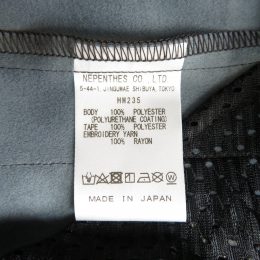 NEPENTHES CO.,LTD
5-44-1, JINGUMAE SHIBUYA, TOKYO
HM235
BODY 100% POLYESTER
(POLYURETHANE COATING)
TAPE 100% POLYESTER
EMBROIDERY YARN
100% RAYON
MADE IN JAPAN